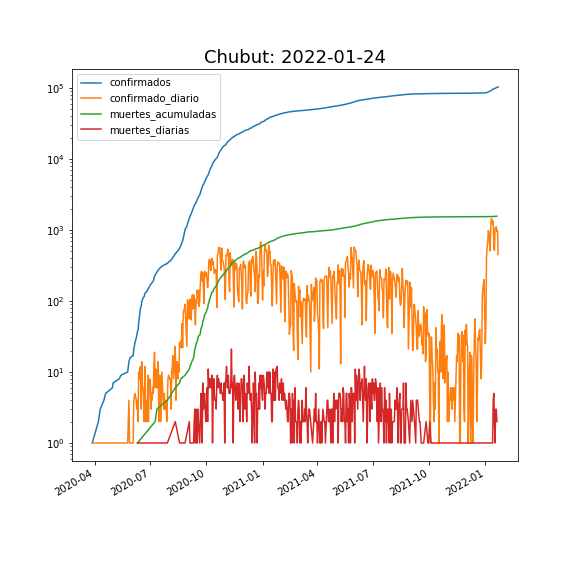 Chubut: 2022-01-24
confirmados
confirmado_diario
muertes_acumuladas
muertes_diarias
10⁵
10⁴
10³
10²
10¹
10⁰
2020-04 2020-07 2020-10 2021-01 2021-04 2021-07 2021-10 2022-01